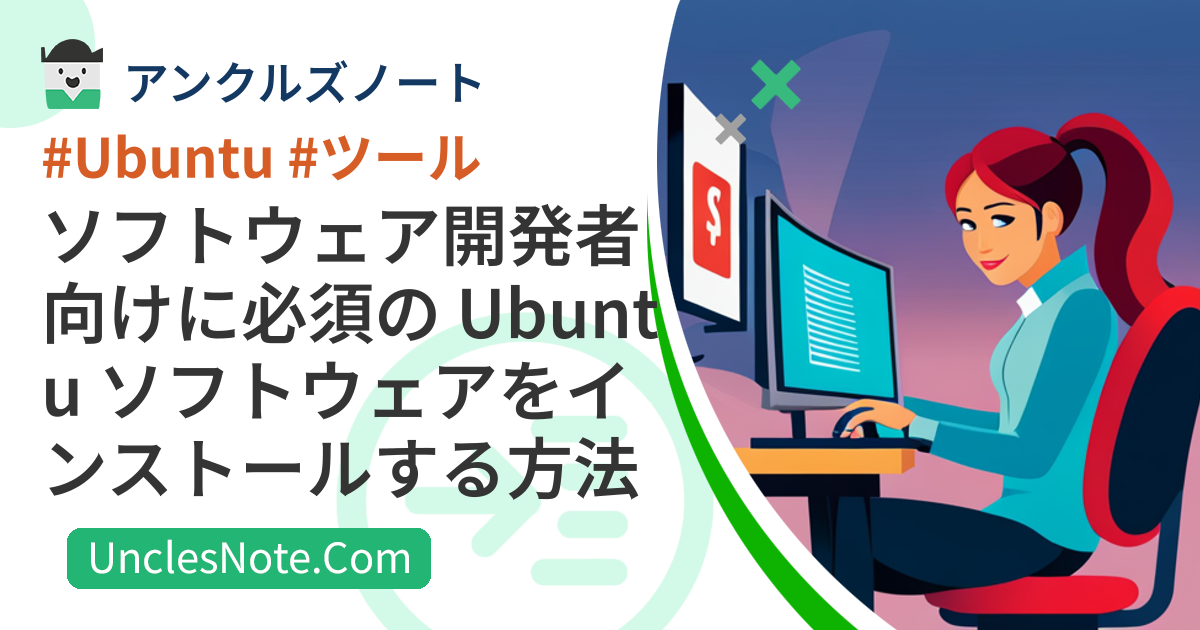 アンクルズノート
#Ubuntu #ツール
ソフトウェア開発者
向けに必須の Ubunt
u ソフトウェアをイ
ンストールする方法
UnclesNote.Com